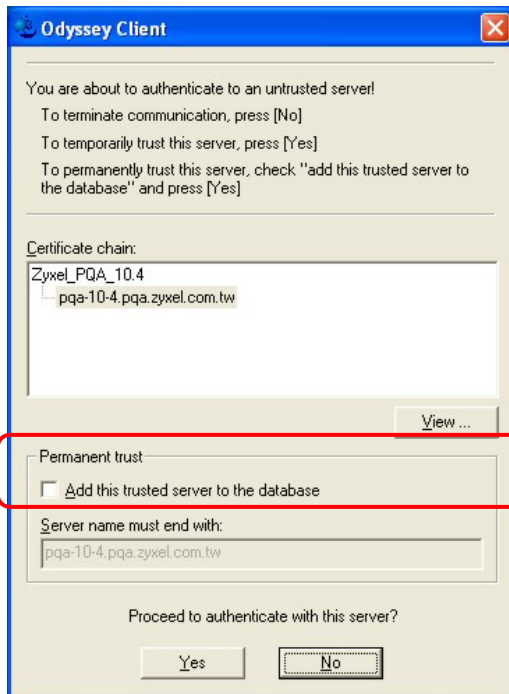 Odyssey Client
You are about to authenticate to an untrusted server!
To terminate communication, press [No]
To temporarily trust this server, press [Yes]
To permanently trust this server, check "add this trusted server to
the database" and press [Yes]
Certificate chain:
Zyxel_PQA_10.4
pqa-10-4.pqa.zyxel.com.tw
View ...
Permanent trust
Add this trusted server to the database
Server name must end with:
pqa-10-4.pqa.zyxel.com.tw
Proceed to authenticate with this server?
Yes
No